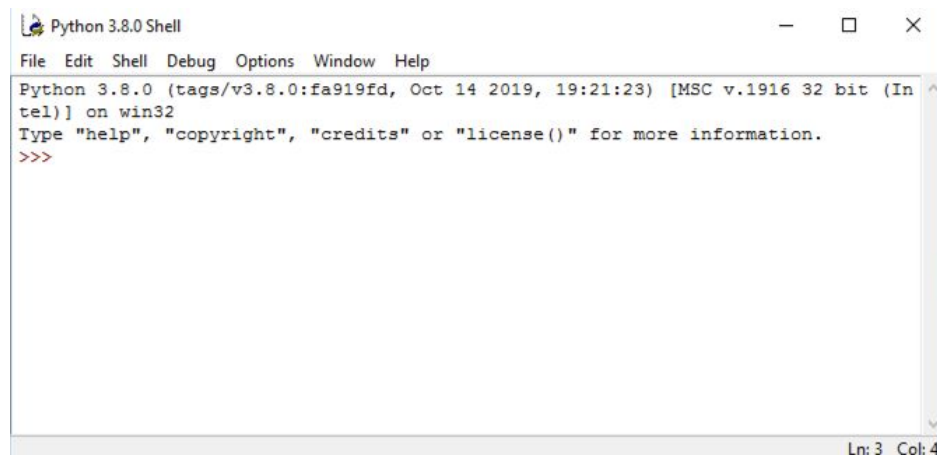 Python 3.8.0 Shell
File Edit Shell Debug Options Window Help
Python 3.8.0 (tags/v3.8.0:fa919fd, Oct 14 2019, 19:21:23) [MSC v.1916 32 bit (In
tel)] on win32
Type "help", "copyright", "credits" or "license()" for more information.
>>>
Ln: 3 Col: 4